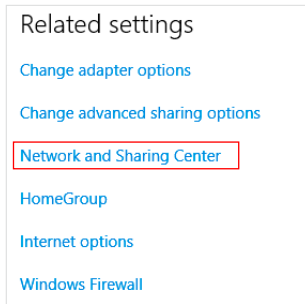 Related settings
Change adapter options
Change advanced sharing options
Network and Sharing Center
HomeGroup
Internet options
Windows Firewall